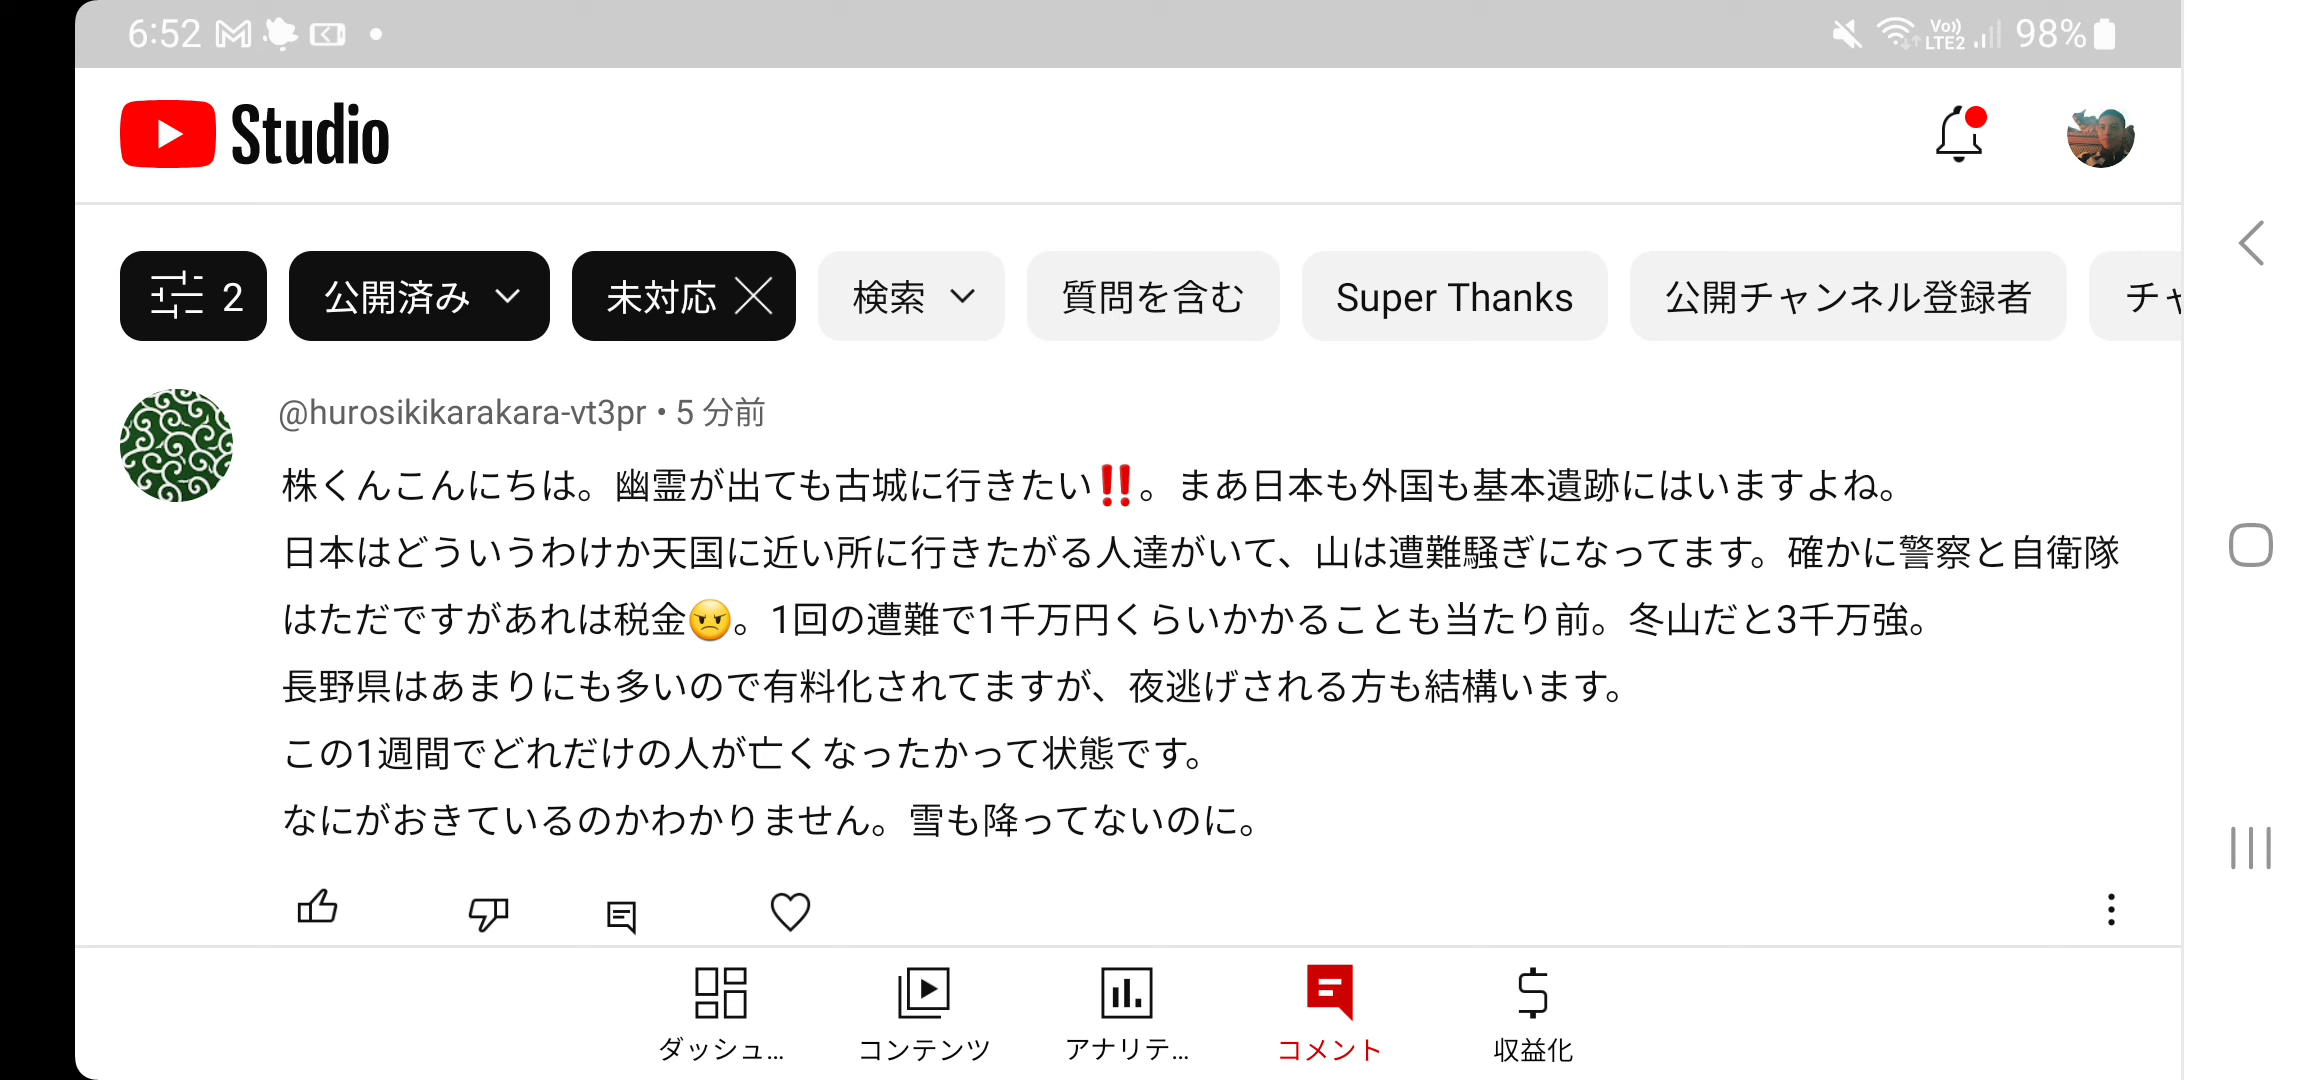 6:52
Vo)) LTE2 98%
Studio
2 公開済み 未対応 検索 質問を含む Super Thanks 公開チャンネル登録者 チャ
@hurosikikarakara-vt3pr • 5 分前
株くんこんにちは。幽霊が出ても古城に行きたい‼️。まあ日本も外国も基本遺跡にはいますよね。
日本はどういうわけか天国に近い所に行きたがる人達がいて、山は遭難騒ぎになってます。確かに警察と自衛隊
はただですがあれは税金😠。1回の遭難で1千万円くらいかかることも当たり前。冬山だと3千万強。
長野県はあまりにも多いので有料化されてますが、夜逃げされる方も結構います。
この1週間でどれだけの人が亡くなったかって状態です。
なにがおきているのかわかりません。雪も降ってないのに。
ダッシュ... コンテンツ アナリテ... コメント 収益化